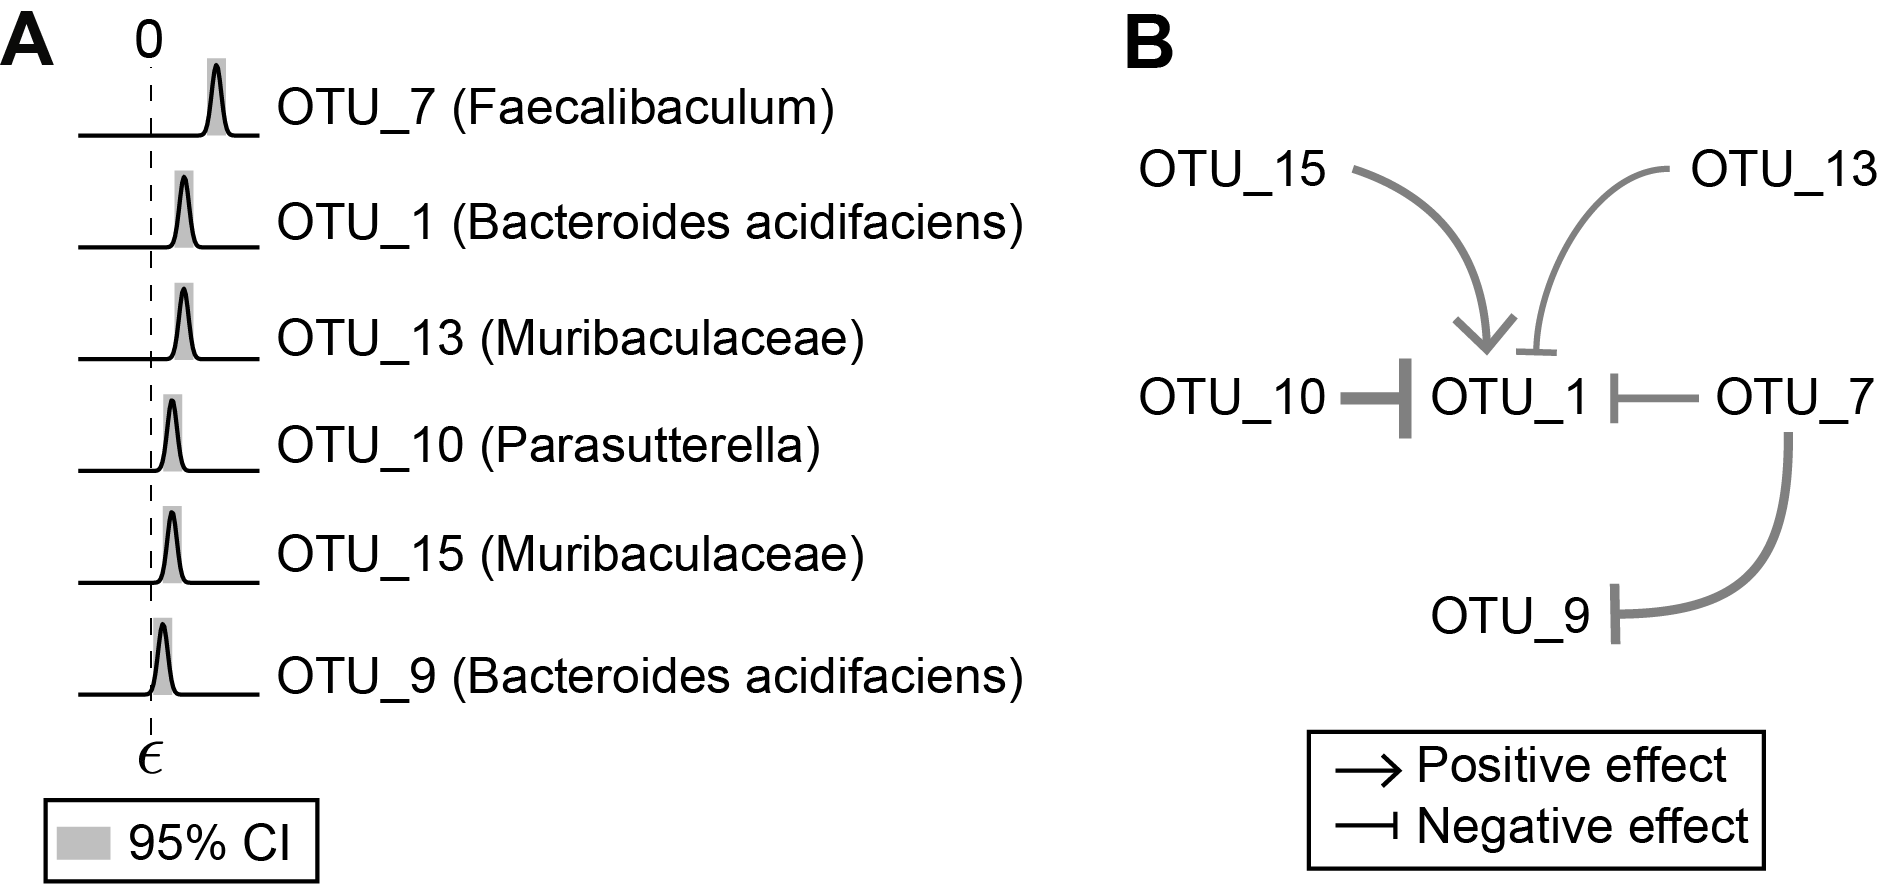 A
0
OTU_7 (Faecalibaculum)
OTU_1 (Bacteroides acidifaciens)
OTU_13 (Muribaculaceae)
OTU_10 (Parasutterella)
OTU_15 (Muribaculaceae)
OTU_9 (Bacteroides acidifaciens)
ϵ
95% CI
B
OTU_15
OTU_13
OTU_10
OTU_1
OTU_7
OTU_9
Positive effect
Negative effect